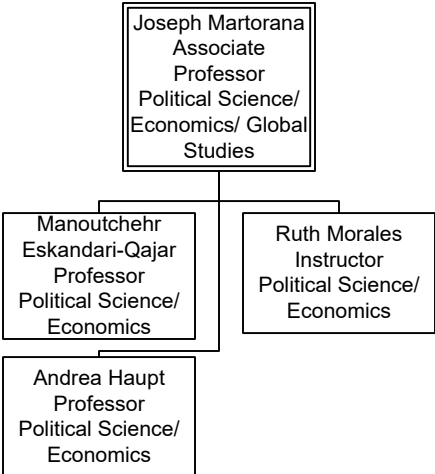 Joseph Martorana
Associate
Professor
Political Science/
Economics/ Global
Studies
Manoutchehr
Eskandari-Qajar
Professor
Political Science/
Economics
Ruth Morales
Instructor
Political Science/
Economics
Andrea Haupt
Professor
Political Science/
Economics